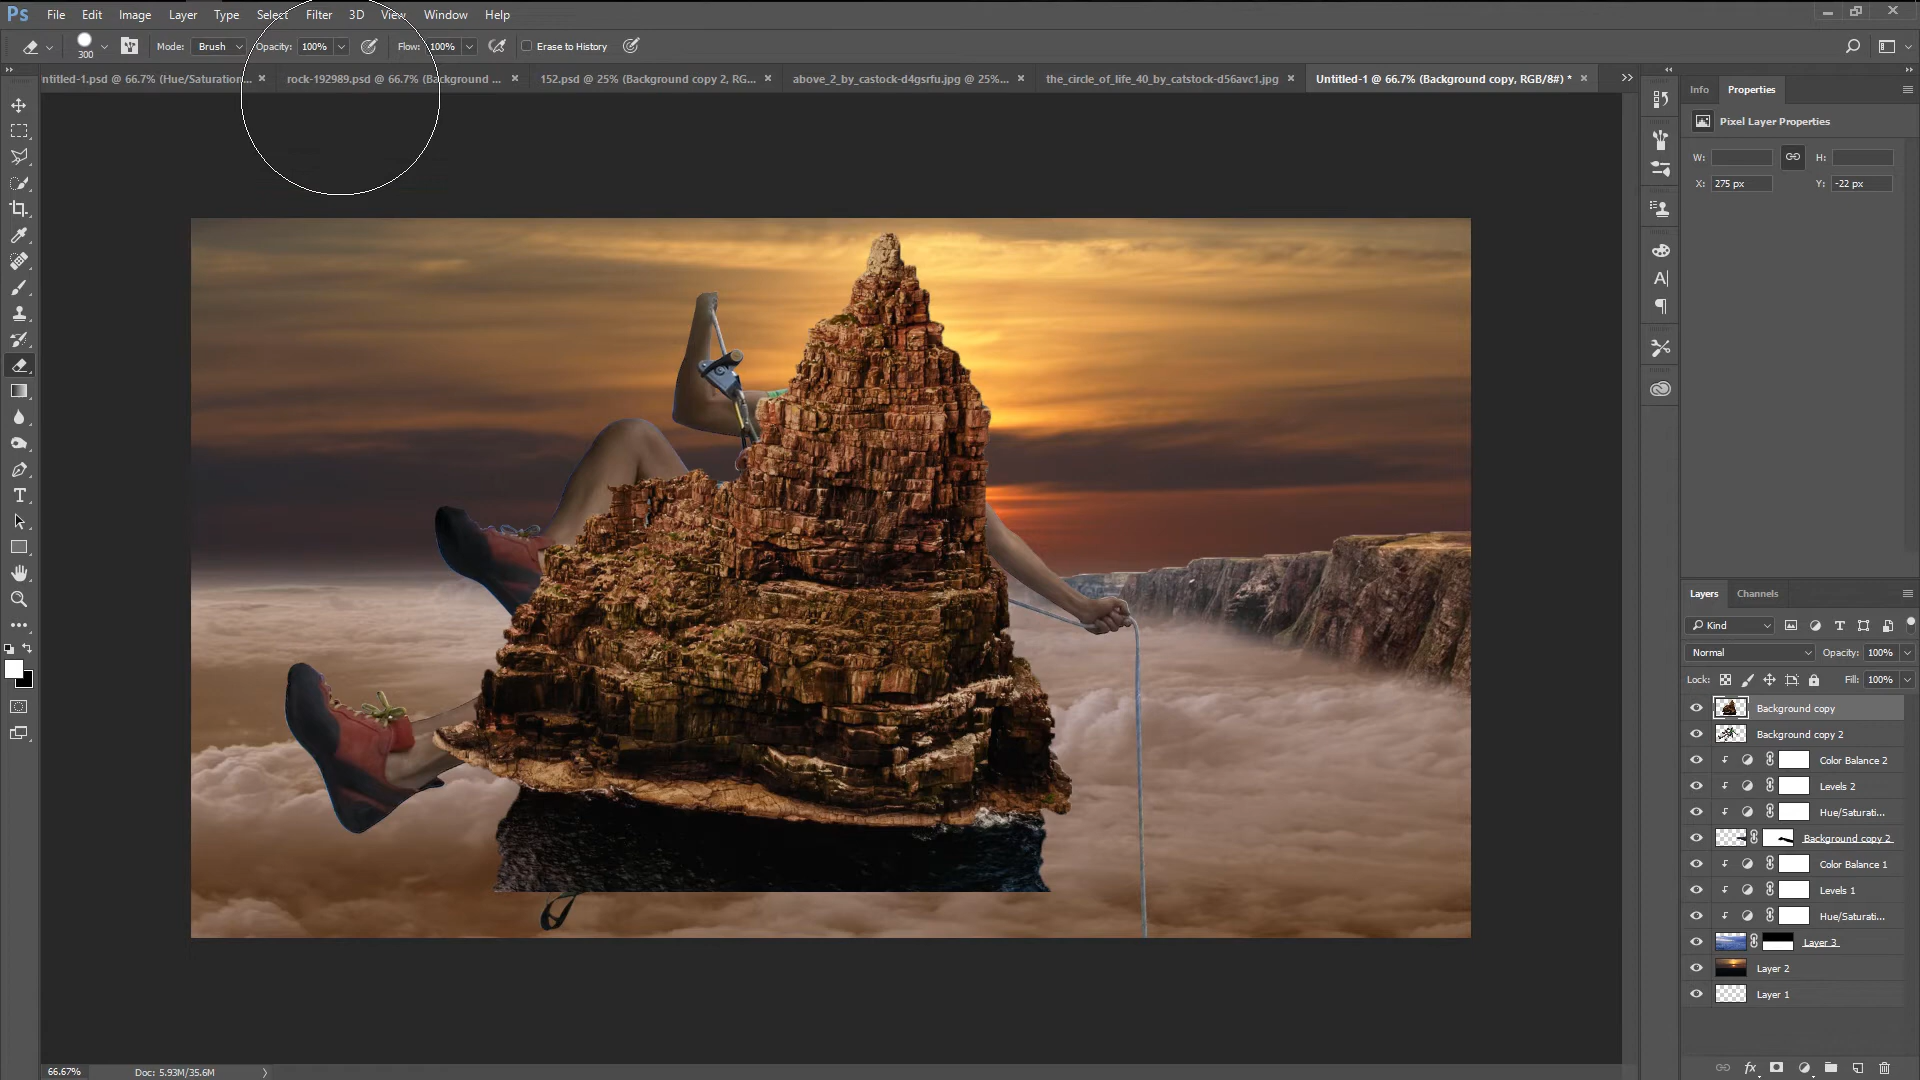 Ps File Edit Image Layer Type Select Filter 3D View Window Help
300 Mode: Brush Opacity: 100% Flow: 100% Erase to History
ntitled-1.psd @ 66.7% (Hue/Saturation... × rock-192989.psd @ 66.7% (Background ... × 152.psd @ 25% (Background copy 2, RG... × above_2_by_castock-d4gsrfu.jpg @ 25%... × the_circle_of_life_40_by_catstock-d56avc1.jpg × Untitled-1 @ 66.7% (Background copy, RGB/8#) * ×
Info Properties
Pixel Layer Properties
W: H:
X: 275 px Y: -22 px
Layers Channels
Kind
Normal Opacity: 100%
Lock: Fill: 100%
Background copy
Background copy 2
Color Balance 2
Levels 2
Hue/Saturati...
Background copy 2
Color Balance 1
Levels 1
Hue/Saturati...
Layer 3
Layer 2
Layer 1
66.67% Doc: 5.93M/35.6M